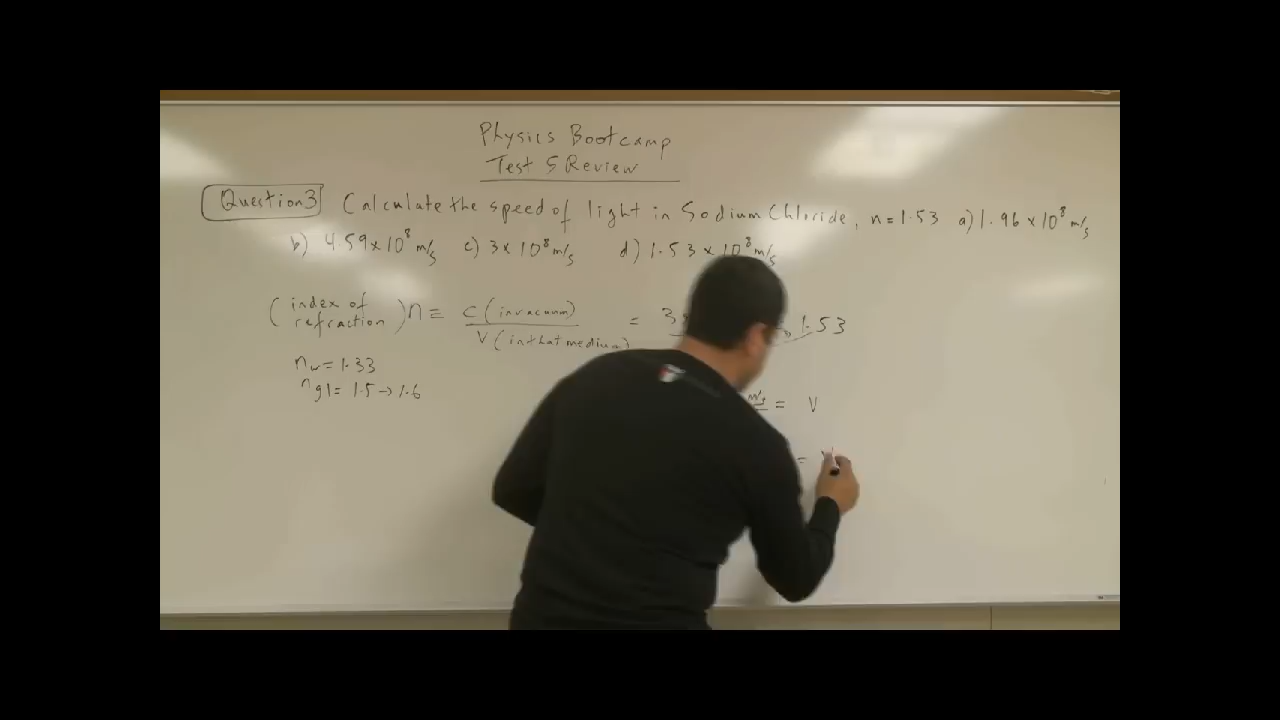 Physics Bootcamp
Test 5 Review
Question3 Calculate the speed of light in Sodium Chloride, n=1.53 a) 1.96 x 10⁸ m/s
b) 4.59 x 10⁸ m/s c) 3 x 10⁸ m/s d) 1.53 x 10⁸ m/s
(index of refraction) n ≡ C (in vacuum) / V (in that medium) = 3 1.53
n_w = 1.33
n_gl = 1.5 → 1.6
m/s = V
=